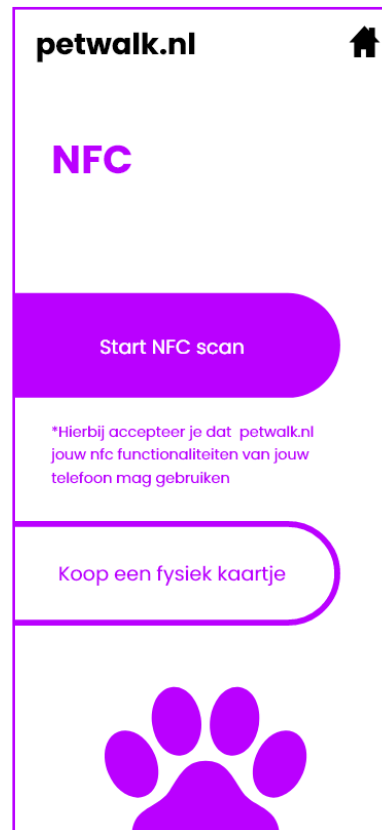 petwalk.nl
NFC
Start NFC scan
*Hierbij accepteer je dat  petwalk.nl
jouw nfc functionaliteiten van jouw
telefoon mag gebruiken
Koop een fysiek kaartje